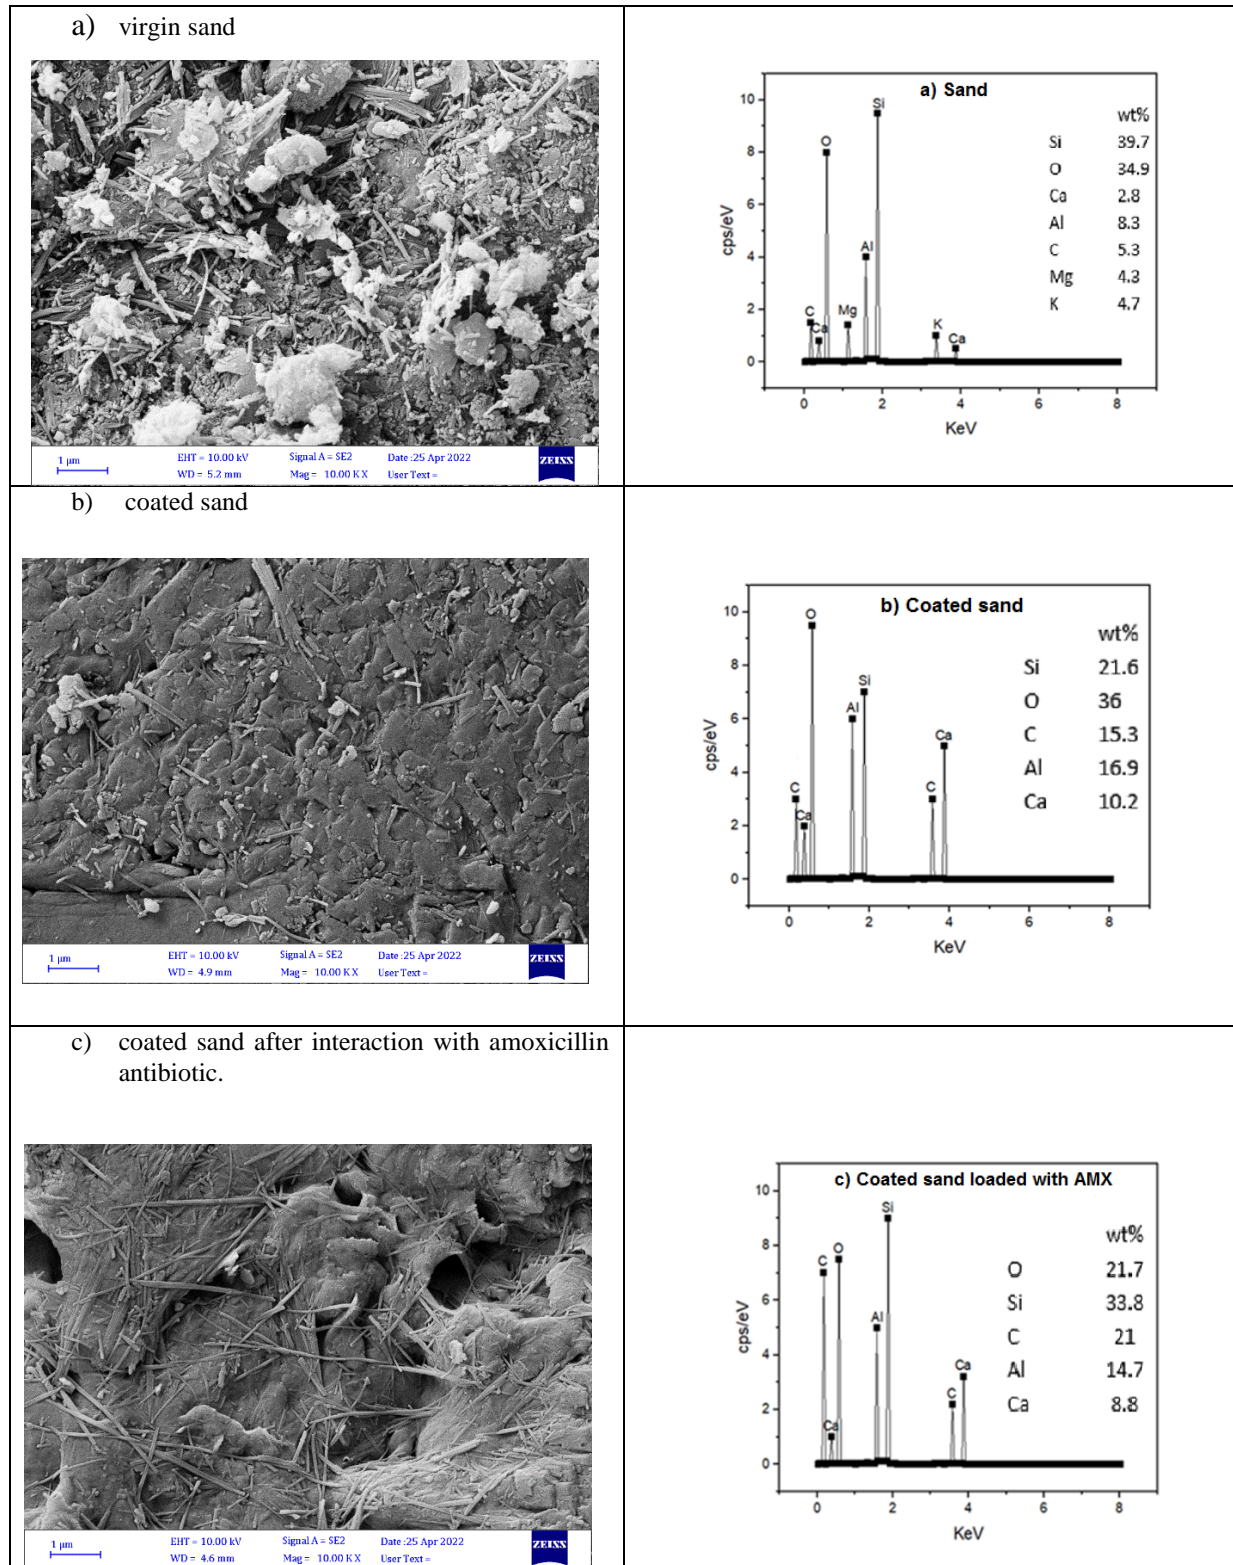 a) virgin sand
1 µm
EHT = 10.00 kV
Signal A = SE2
Date :25 Apr 2022
WD = 5.2 mm
Mag = 10.00 K X
User Text =
ZEISS
a) Sand
cps/eV
10
8
6
4
2
0
C
Ca
O
Mg
Al
Si
K
Ca
wt%
Si 39.7
O 34.9
Ca 2.8
Al 8.3
C 5.3
Mg 4.3
K 4.7
0 2 4 6 8
KeV
b) coated sand
1 µm
EHT = 10.00 kV
Signal A = SE2
Date :25 Apr 2022
WD = 4.9 mm
Mag = 10.00 K X
User Text =
ZEISS
b) Coated sand
cps/eV
10
8
6
4
2
0
C
Ca
O
Al
Si
C
Ca
wt%
Si 21.6
O 36
C 15.3
Al 16.9
Ca 10.2
0 2 4 6 8
KeV
c) coated sand after interaction with amoxicillin
antibiotic.
1 µm
EHT = 10.00 kV
Signal A = SE2
Date :25 Apr 2022
WD = 4.6 mm
Mag = 10.00 K X
User Text =
ZEISS
c) Coated sand loaded with AMX
cps/eV
10
8
6
4
2
0
C
Ca
O
Al
Si
C
Ca
wt%
O 21.7
Si 33.8
C 21
Al 14.7
Ca 8.8
0 2 4 6 8
KeV